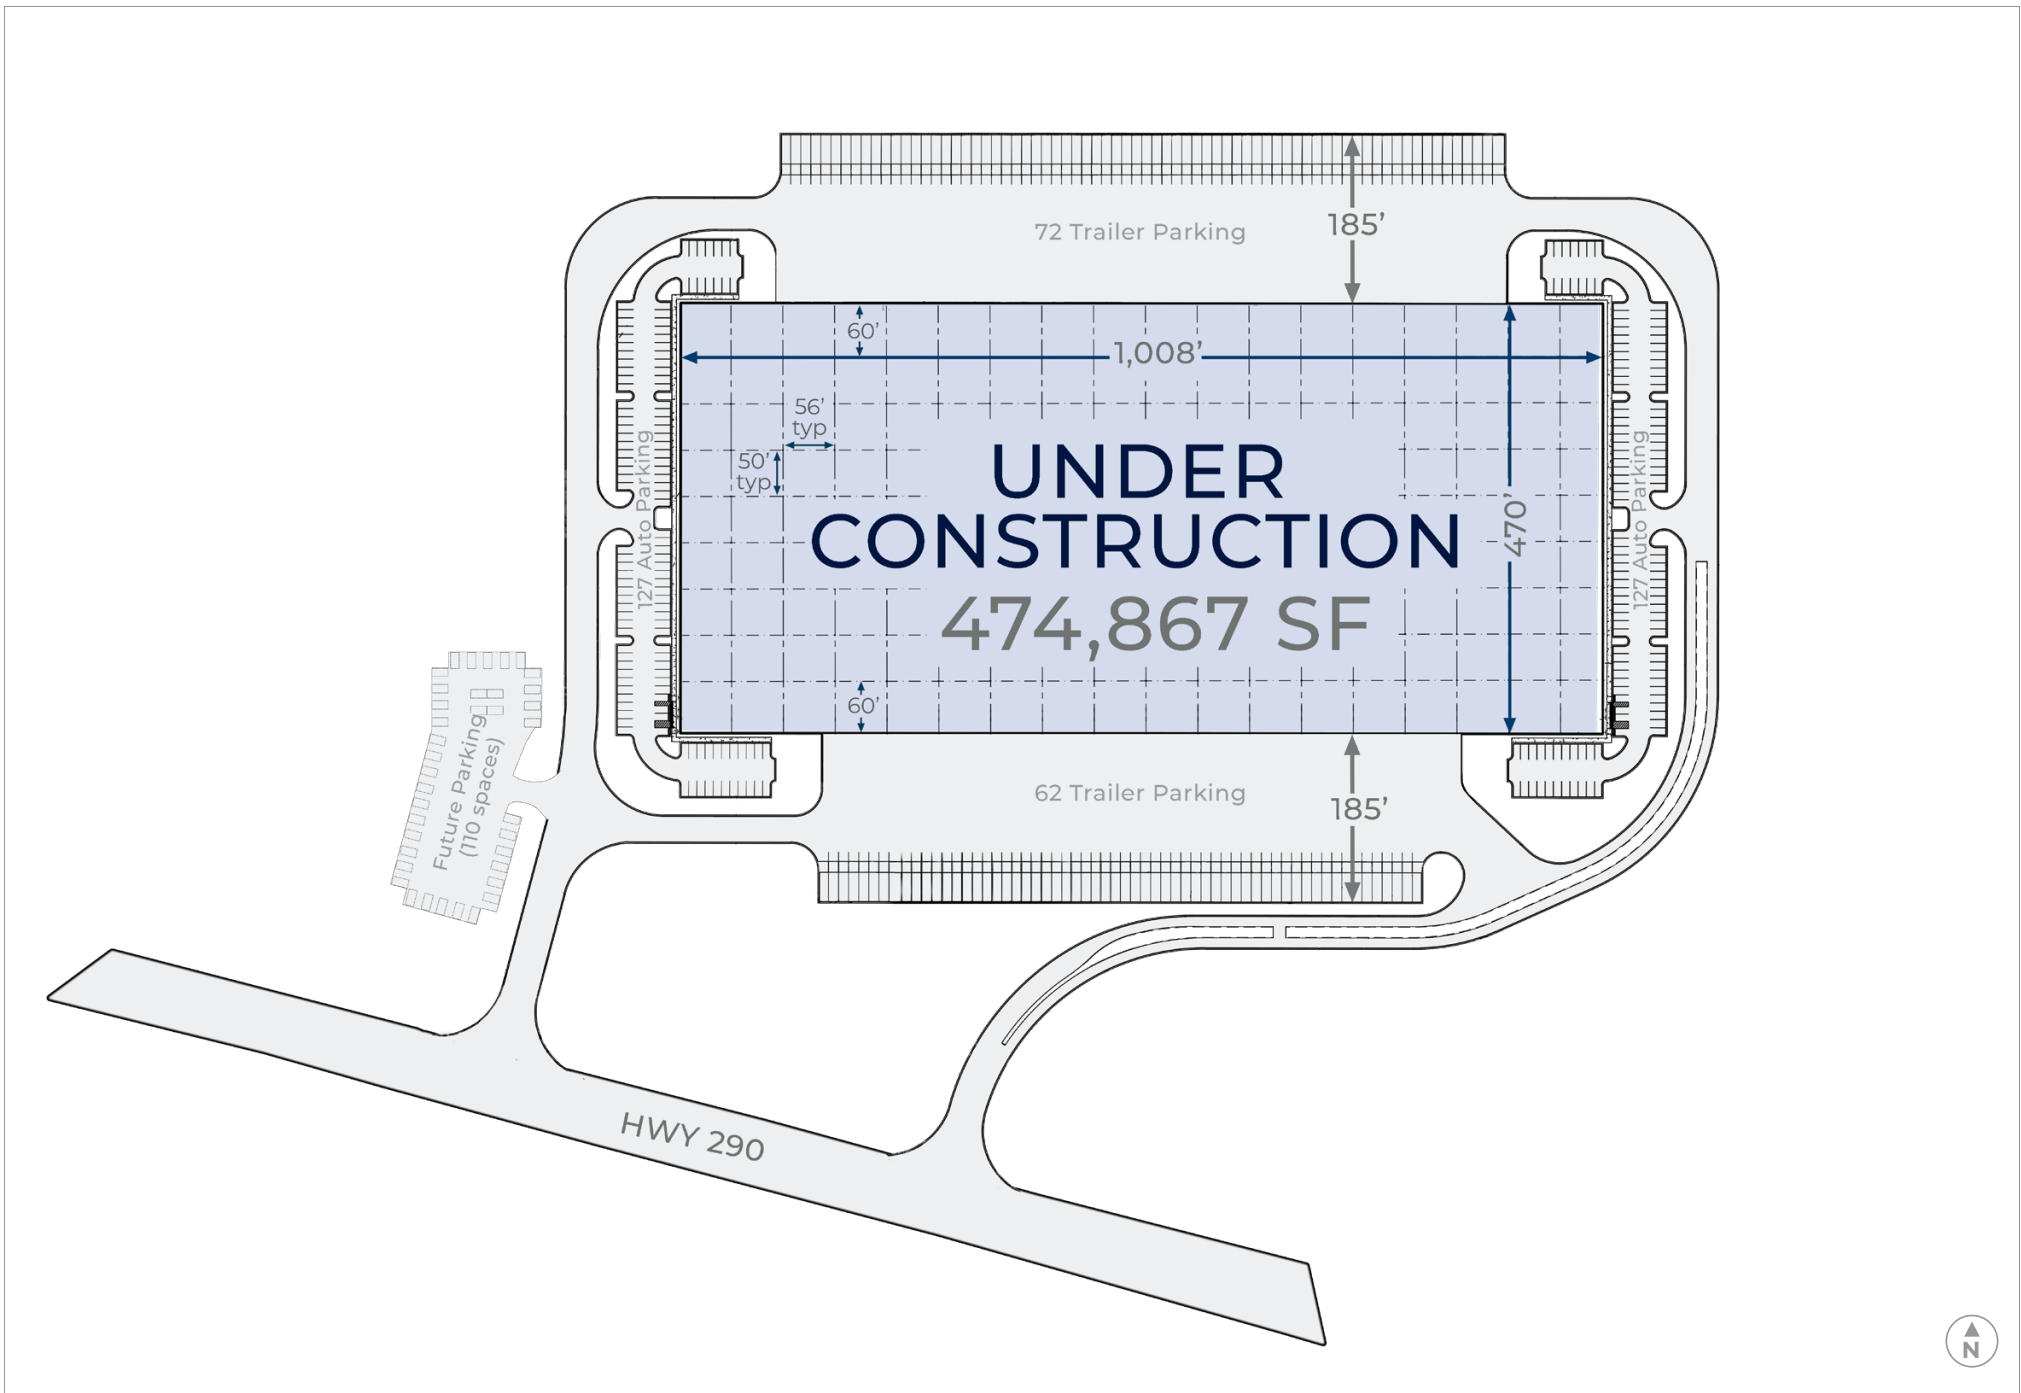 185’
72 Trailer Parking
60’
1,008’
56’
typ
50’
typ
UNDER
CONSTRUCTION
474,867 SF
470’
127 Auto Parking
127 Auto Parking
60’
62 Trailer Parking
185’
Future Parking
(110 spaces)
HWY 290
N